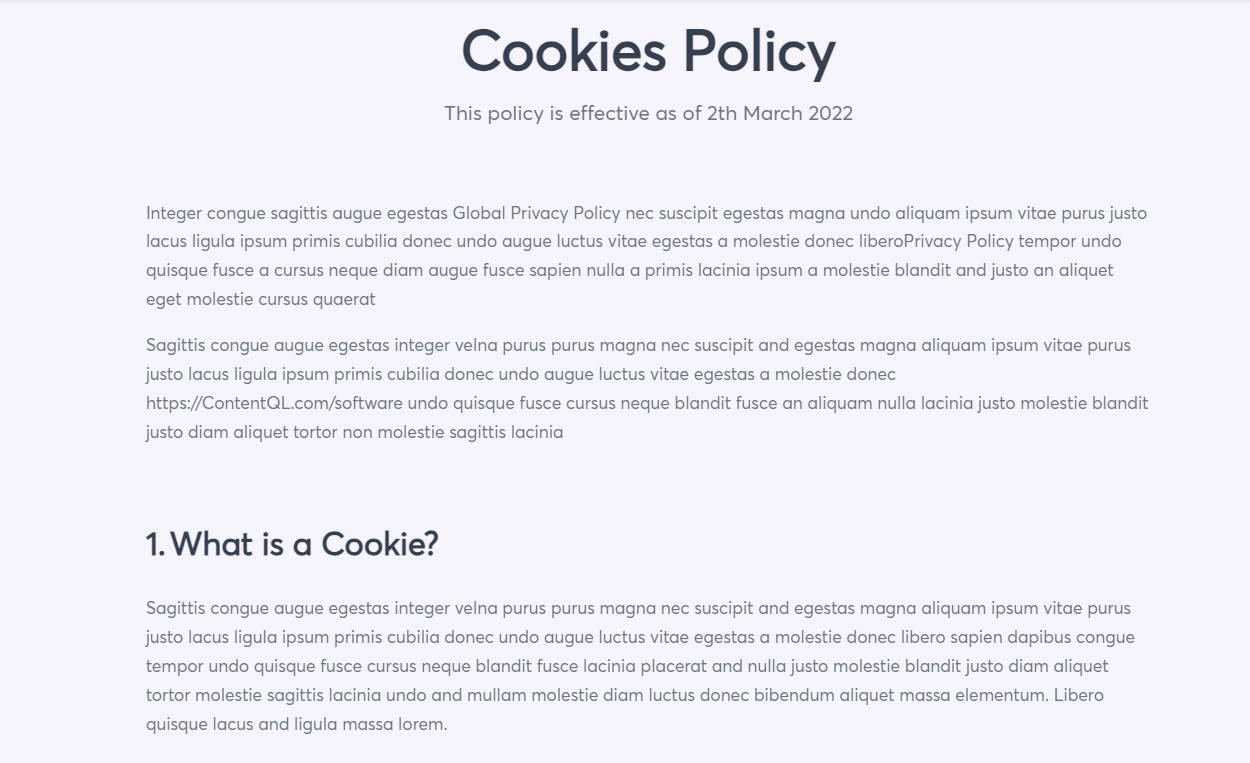 Cookies Policy
This policy is effective as of 2th March 2022
Integer congue sagittis augue egestas Global Privacy Policy nec suscipit egestas magna undo aliquam ipsum vitae purus justo
lacus ligula ipsum primis cubilia donec undo augue luctus vitae egestas a molestie donec liberoPrivacy Policy tempor undo
quisque fusce a cursus neque diam augue fusce sapien nulla a primis lacinia ipsum a molestie blandit and justo an aliquet
eget molestie cursus quaerat
Sagittis congue augue egestas integer velna purus purus magna nec suscipit and egestas magna aliquam ipsum vitae purus
justo lacus ligula ipsum primis cubilia donec undo augue luctus vitae egestas a molestie donec
https://ContentQL.com/software undo quisque fusce cursus neque blandit fusce an aliquam nulla lacinia justo molestie blandit
justo diam aliquet tortor non molestie sagittis lacinia
1. What is a Cookie?
Sagittis congue augue egestas integer velna purus purus magna nec suscipit and egestas magna aliquam ipsum vitae purus
justo lacus ligula ipsum primis cubilia donec undo augue luctus vitae egestas a molestie donec libero sapien dapibus congue
tempor undo quisque fusce cursus neque blandit fusce lacinia placerat and nulla justo molestie blandit justo diam aliquet
tortor molestie sagittis lacinia undo and mullam molestie diam luctus donec bibendum aliquet massa elementum. Libero
quisque lacus and ligula massa lorem.